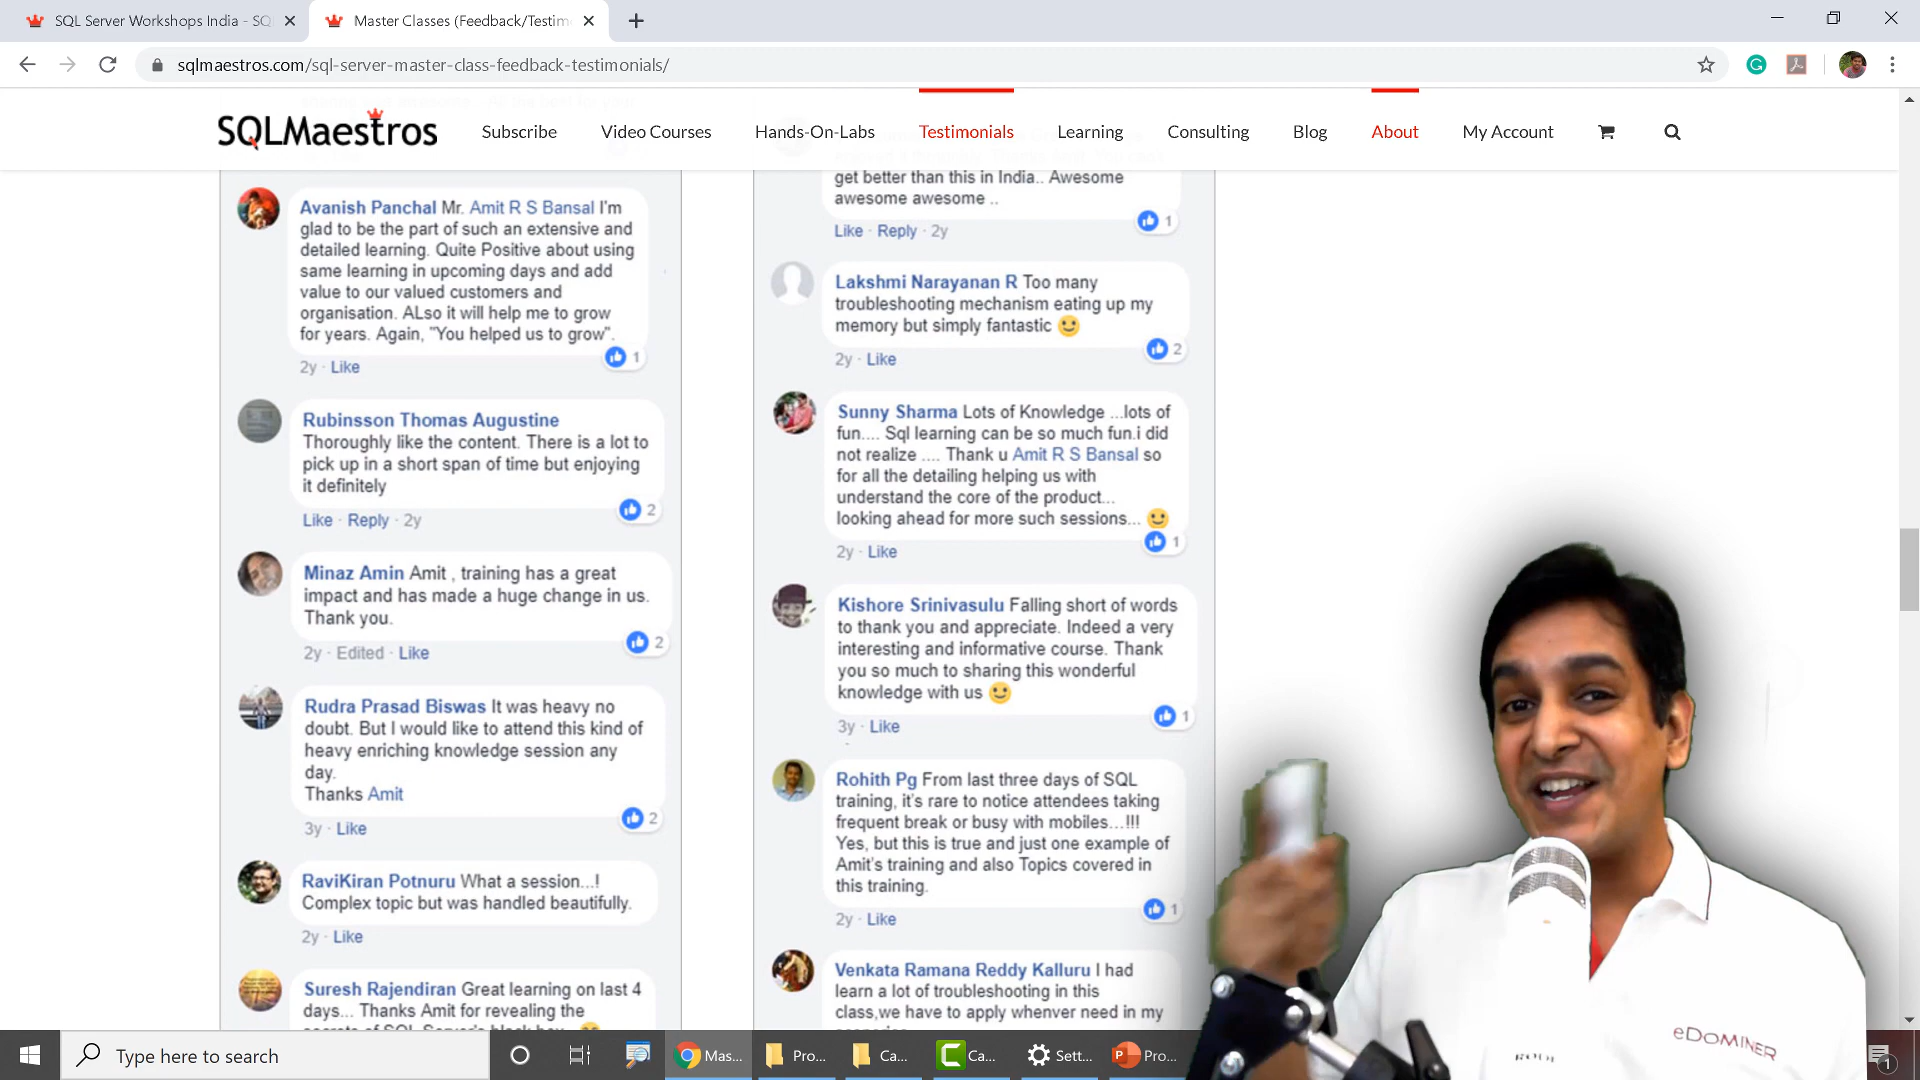 SQL Server Workshops India - SQ
Master Classes (Feedback/Testim
sqlmaestros.com/sql-server-master-class-feedback-testimonials/
SQLMaestros
Subscribe
Video Courses
Hands-On-Labs
Testimonials
Learning
Consulting
Blog
About
My Account
Avanish Panchal Mr. Amit R S Bansal I'm
glad to be the part of such an extensive and
detailed learning. Quite Positive about using
same learning in upcoming days and add
value to our valued customers and
organisation. ALso it will help me to grow
for years. Again, "You helped us to grow".
1
2y · Like
Rubinsson Thomas Augustine
Thoroughly like the content. There is a lot to
pick up in a short span of time but enjoying
it definitely
2
Like · Reply · 2y
Minaz Amin Amit , training has a great
impact and has made a huge change in us.
Thank you.
2
2y · Edited · Like
Rudra Prasad Biswas It was heavy no
doubt. But I would like to attend this kind of
heavy enriching knowledge session any
day.
Thanks Amit
2
3y · Like
RaviKiran Potnuru What a session...!
Complex topic but was handled beautifully.
2y · Like
Suresh Rajendiran Great learning on last 4
days... Thanks Amit for revealing the
secrets of SQL Server's black box
get better than this in India.. Awesome
awesome awesome ..
1
Like · Reply · 2y
Lakshmi Narayanan R Too many
troubleshooting mechanism eating up my
memory but simply fantastic 🙂
2
2y · Like
Sunny Sharma Lots of Knowledge ...lots of
fun.... Sql learning can be so much fun.i did
not realize .... Thank u Amit R S Bansal so
for all the detailing helping us with
understand the core of the product...
looking ahead for more such sessions... 🙂
1
2y · Like
Kishore Srinivasulu Falling short of words
to thank you and appreciate. Indeed a very
interesting and informative course. Thank
you so much to sharing this wonderful
knowledge with us 🙂
1
3y · Like
Rohith Pg From last three days of SQL
training, it's rare to notice attendees taking
frequent break or busy with mobiles...!!!
Yes, but this is true and just one example of
Amit's training and also Topics covered in
this training.
1
2y · Like
Venkata Ramana Reddy Kalluru I had
learn a lot of troubleshooting in this
class,we have to apply whenver need in my
eDOMINER
RODE
Type here to search
Mas...
Pro...
Ca...
Ca...
Sett...
Pro...
1